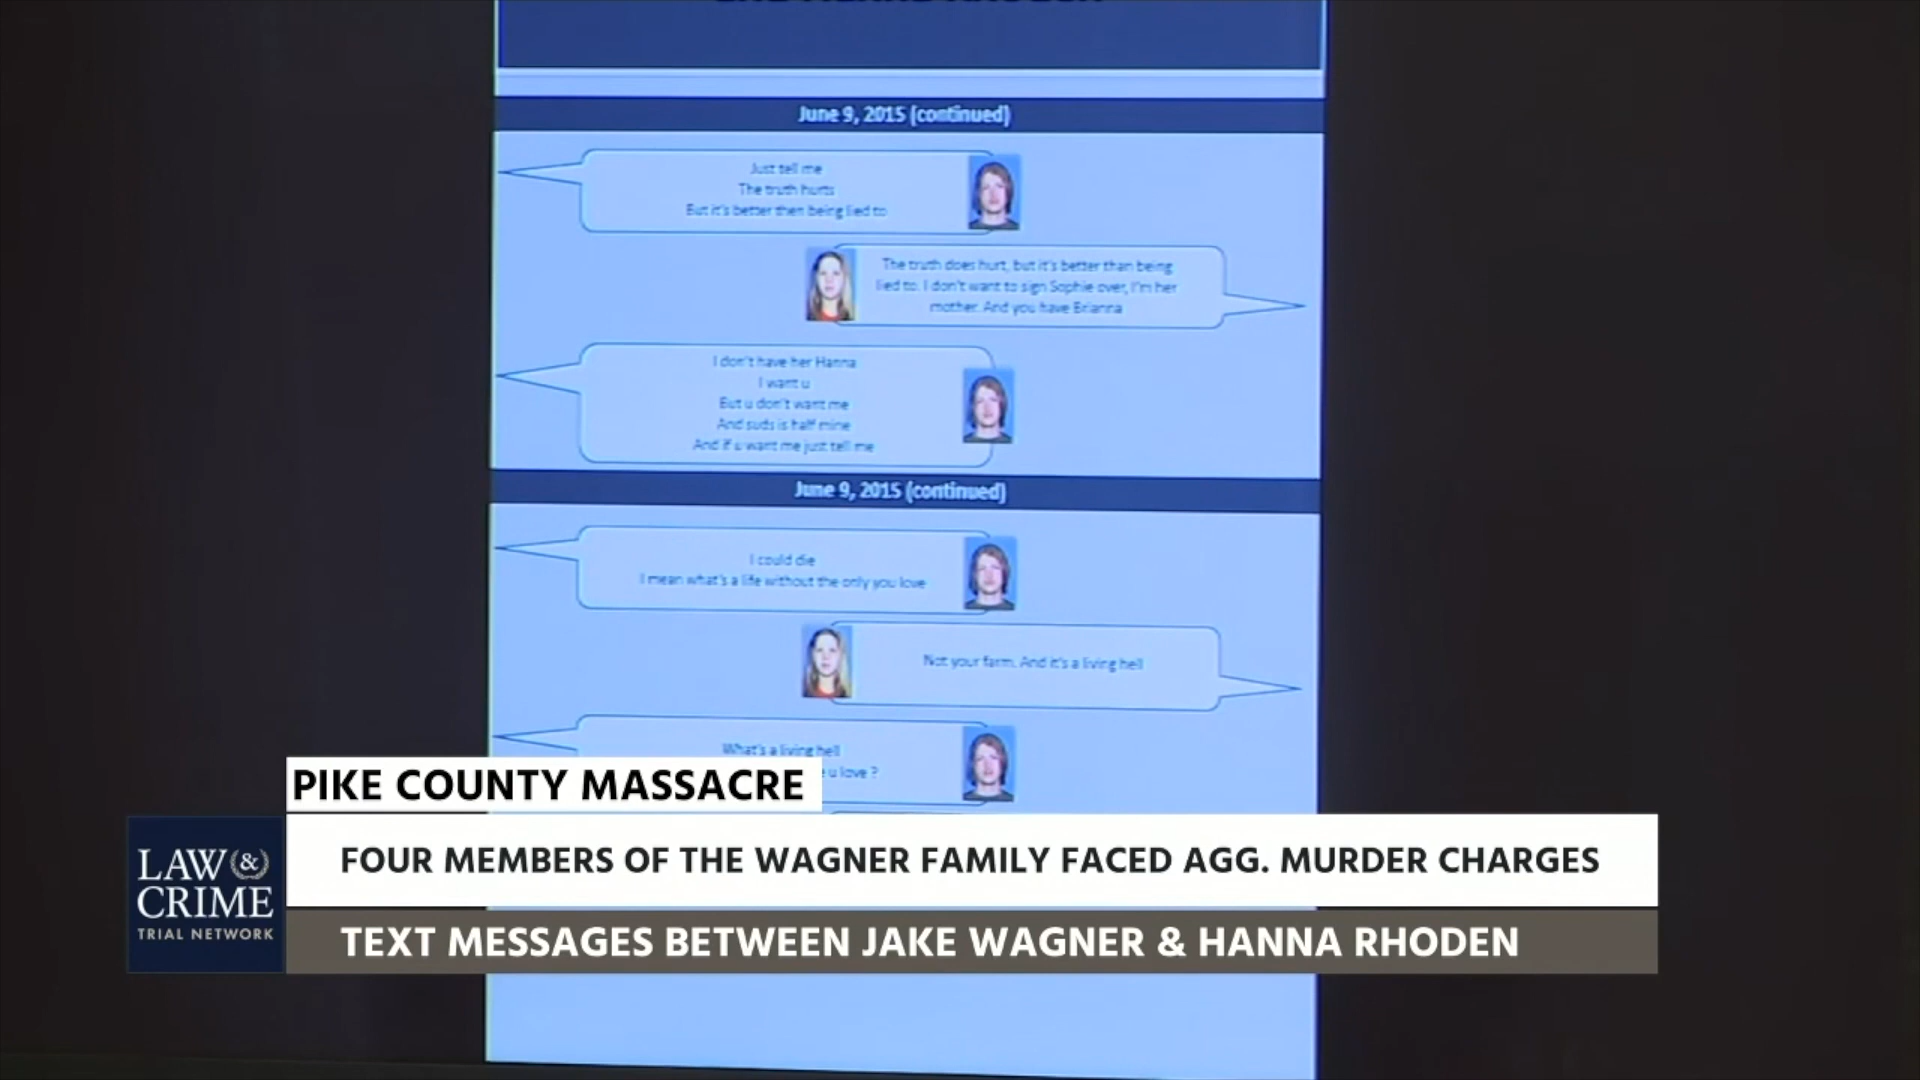 June 9, 2015 (continued)
Just tell me
The truth hurts
But it's better then being lied to
The truth does hurt, but it's better than being
lied to. I don't want to sign Sophie over, I'm her
mother. And you have Brianna
I don't have her Hanna
I want u
But u don't want me
And suds is half mine
And if u want me just tell me
June 9, 2015 (continued)
I could die
I mean what's a life without the only you love
Not your farm. And it's a living hell
What's a living hell
u love ?
PIKE COUNTY MASSACRE
LAW &
CRIME
TRIAL NETWORK
FOUR MEMBERS OF THE WAGNER FAMILY FACED AGG. MURDER CHARGES
TEXT MESSAGES BETWEEN JAKE WAGNER & HANNA RHODEN